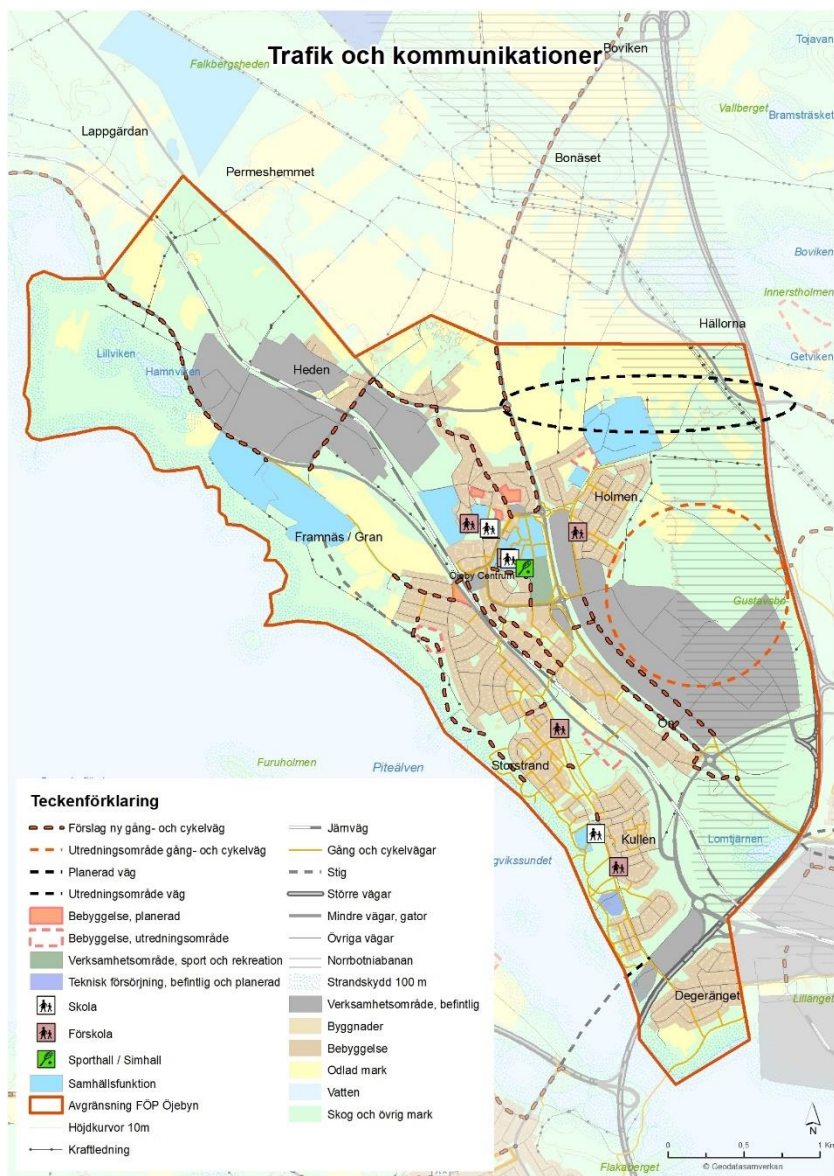 Trafik och kommunikationer
Boviken
Tojavan
Falkbergsheden
Vallberget
Bramsträsket
Lappgärdan
Permeshemmet
Bonäset
Boviken
Innerstholmen
Hällorna
Getviken
Lillviken
Hamnviken
Heden
Holmen
Framnäs / Gran
Öjeby Centrum
Gustavsbo
Furuholmen
Piteälven
Storstrand
Kullen
Lomtjärnen
gvikssundet
Degeränget
Lillänget
Flakaberget
Teckenförklaring
Förslag ny gång- och cykelväg
Utredningsområde gång- och cykelväg
Planerad väg
Utredningsområde väg
Bebyggelse, planerad
Bebyggelse, utredningsområde
Verksamhetsområde, sport och rekreation
Teknisk försörjning, befintlig och planerad
Skola
Förskola
Sporthall / Simhall
Samhällsfunktion
Avgränsning FÖP Öjebyn
Höjdkurvor 10m
Kraftledning
Järnväg
Gång och cykelvägar
Stig
Större vägar
Mindre vägar, gator
Övriga vägar
Norrbotniabanan
Strandskydd 100 m
Verksamhetsområde, befintlig
Byggnader
Bebyggelse
Odlad mark
Vatten
Skog och övrig mark
N
0 0,5 1 Km
© Geodatasamverkan